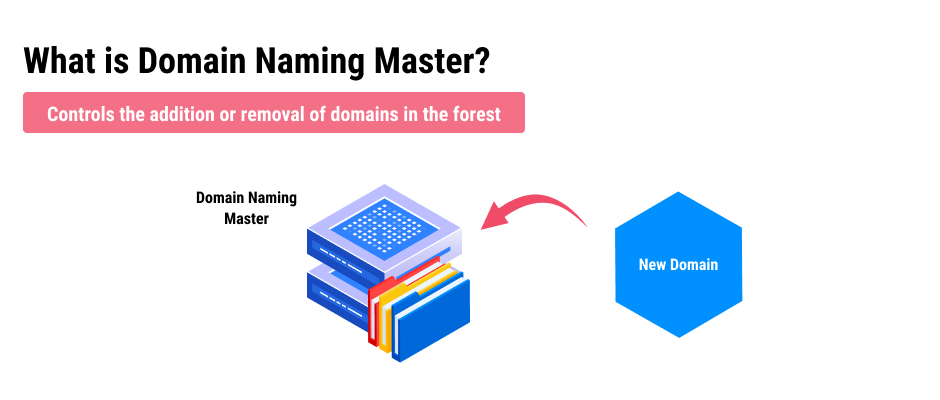 What is Domain Naming Master?
Controls the addition or removal of domains in the forest
Domain Naming
Master
New Domain